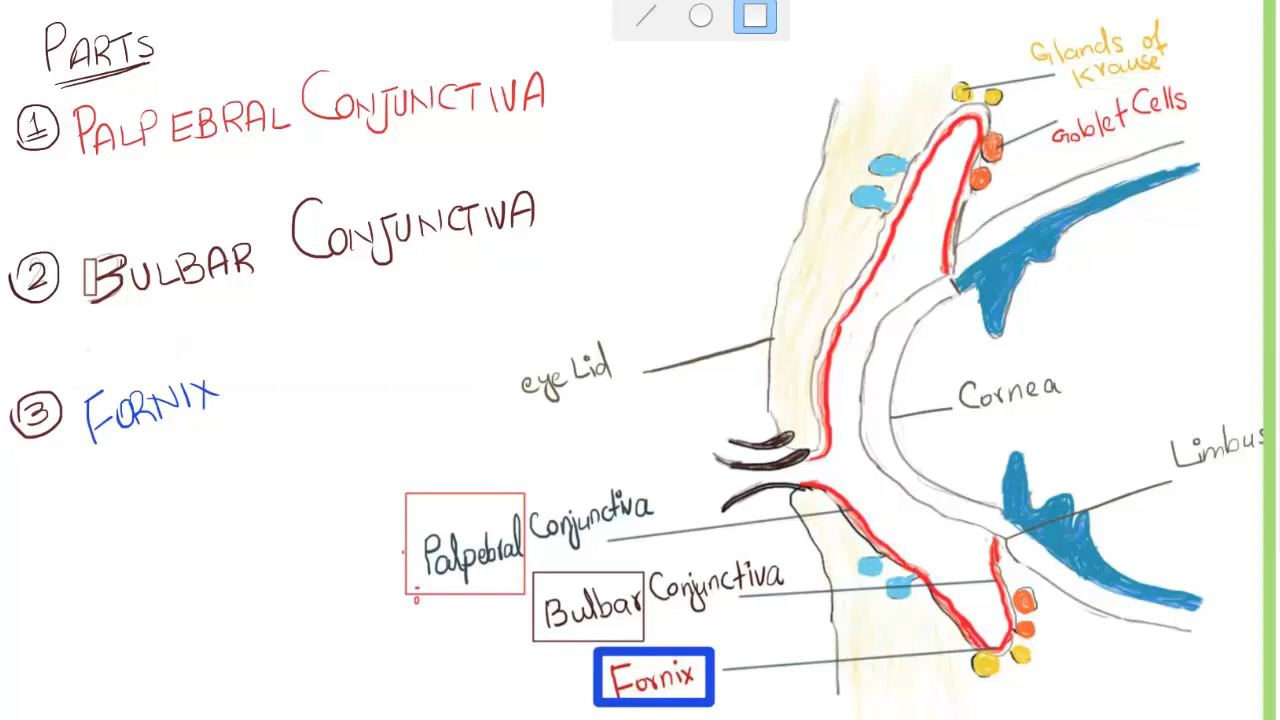 PARTS
1 PALPEBRAL CONJUNCTIVA
2 BULBAR CONJUNCTIVA
3 FORNIX
Glands of
Krause
Goblet Cells
eye Lid
Cornea
Limbus
Palpebral Conjunctiva
Bulbar Conjunctiva
Fornix